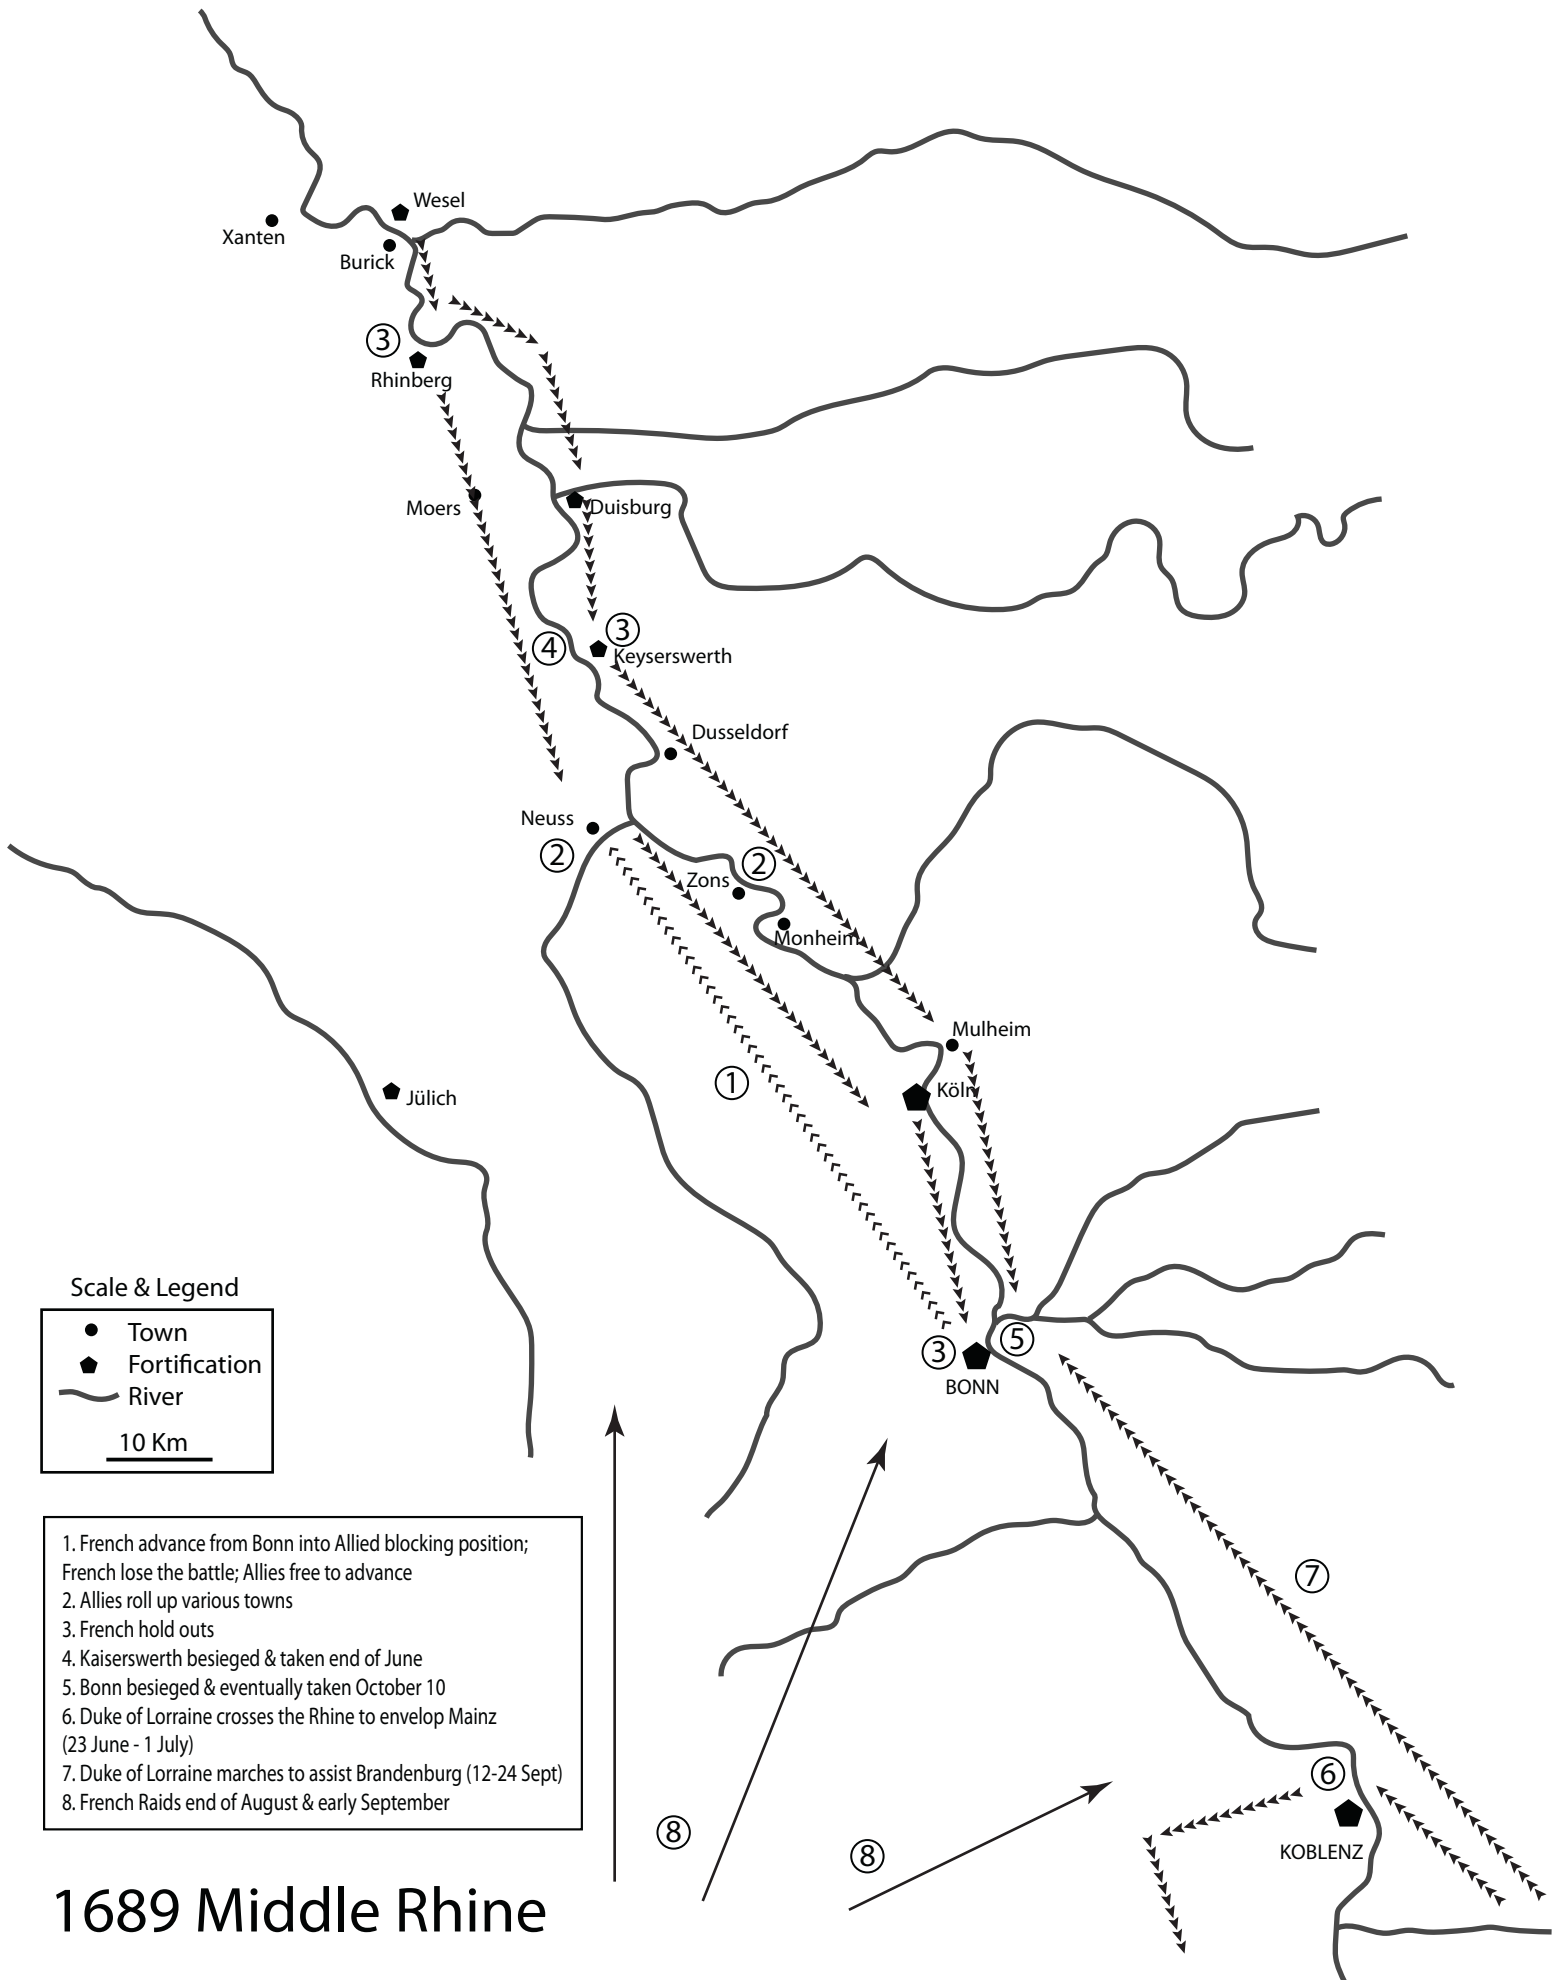 Wesel
Xanten
Burick
3
Rhinberg
Moers
Duisburg
3
4
Keyserswerth
Dusseldorf
Neuss
2
2
Zons
Monheim
Mulheim
1
Köln
Jülich
Scale & Legend
Town
Fortification
River
10 Km
3
5
BONN
1. French advance from Bonn into Allied blocking position;
French lose the battle; Allies free to advance
2. Allies roll up various towns
3. French hold outs
4. Kaiserswerth besieged & taken end of June
5. Bonn besieged & eventually taken October 10
6. Duke of Lorraine crosses the Rhine to envelop Mainz
(23 June - 1 July)
7. Duke of Lorraine marches to assist Brandenburg (12-24 Sept)
8. French Raids end of August & early September
7
6
8
8
KOBLENZ
1689 Middle Rhine